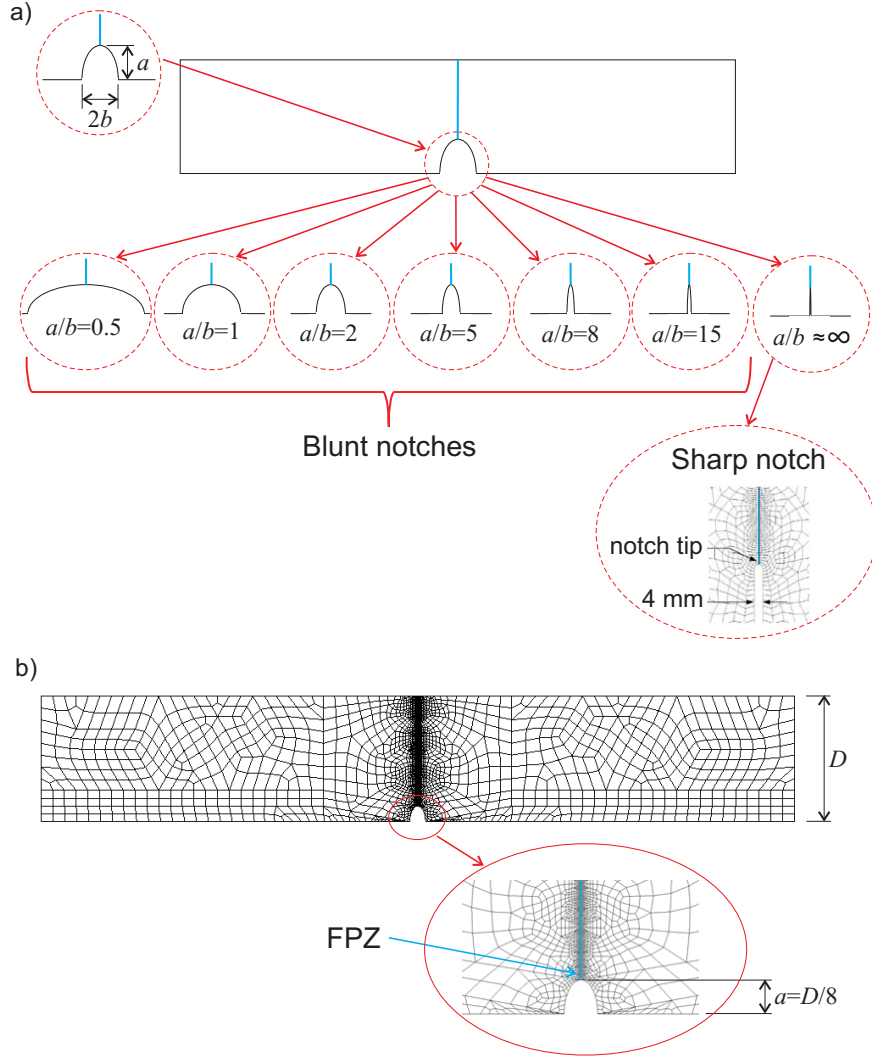 a)
a
2b
a/b=0.5
a/b=1
a/b=2
a/b=5
a/b=8
a/b=15
a/b ≈∞
Blunt notches
Sharp notch
notch tip
4 mm
b)
D
FPZ
a=D/8